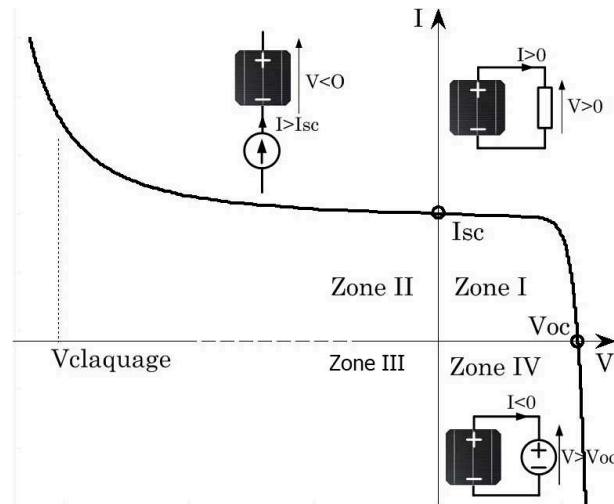 I
I>0
V<O
V>0
I>Isc
Isc
Zone II
Zone I
Voc
V
Vclaquage
Zone III
Zone IV
I<0
V>Voc